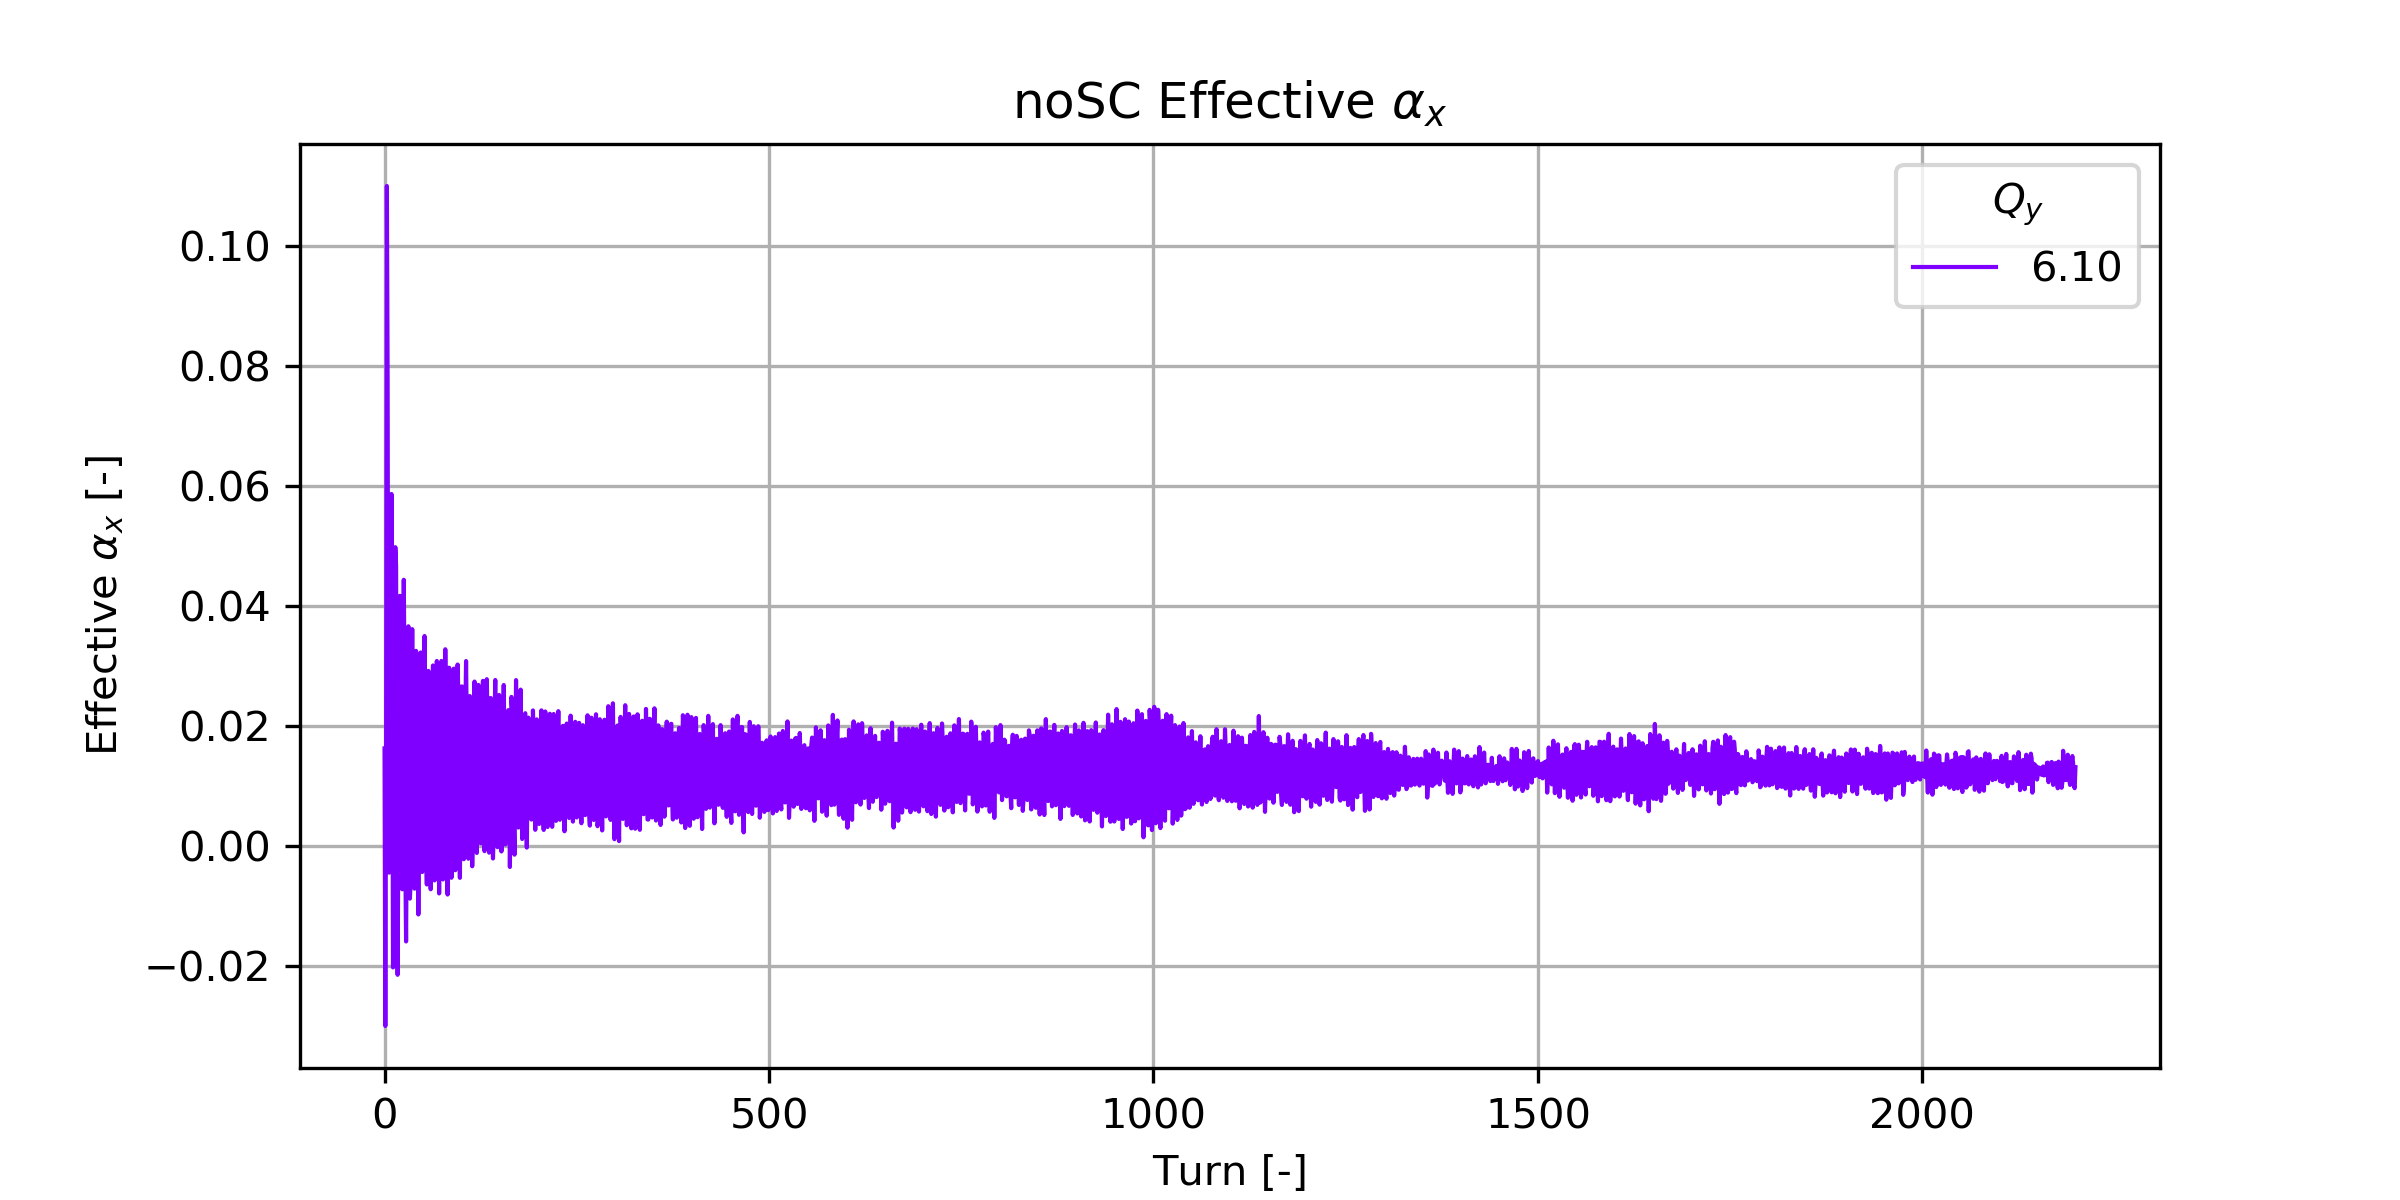 noSC Effective αₓ
Effective αₓ [-]
0.10
0.08
0.06
0.04
0.02
0.00
−0.02
0 500 1000 1500 2000
Turn [-]
Q_y
6.10